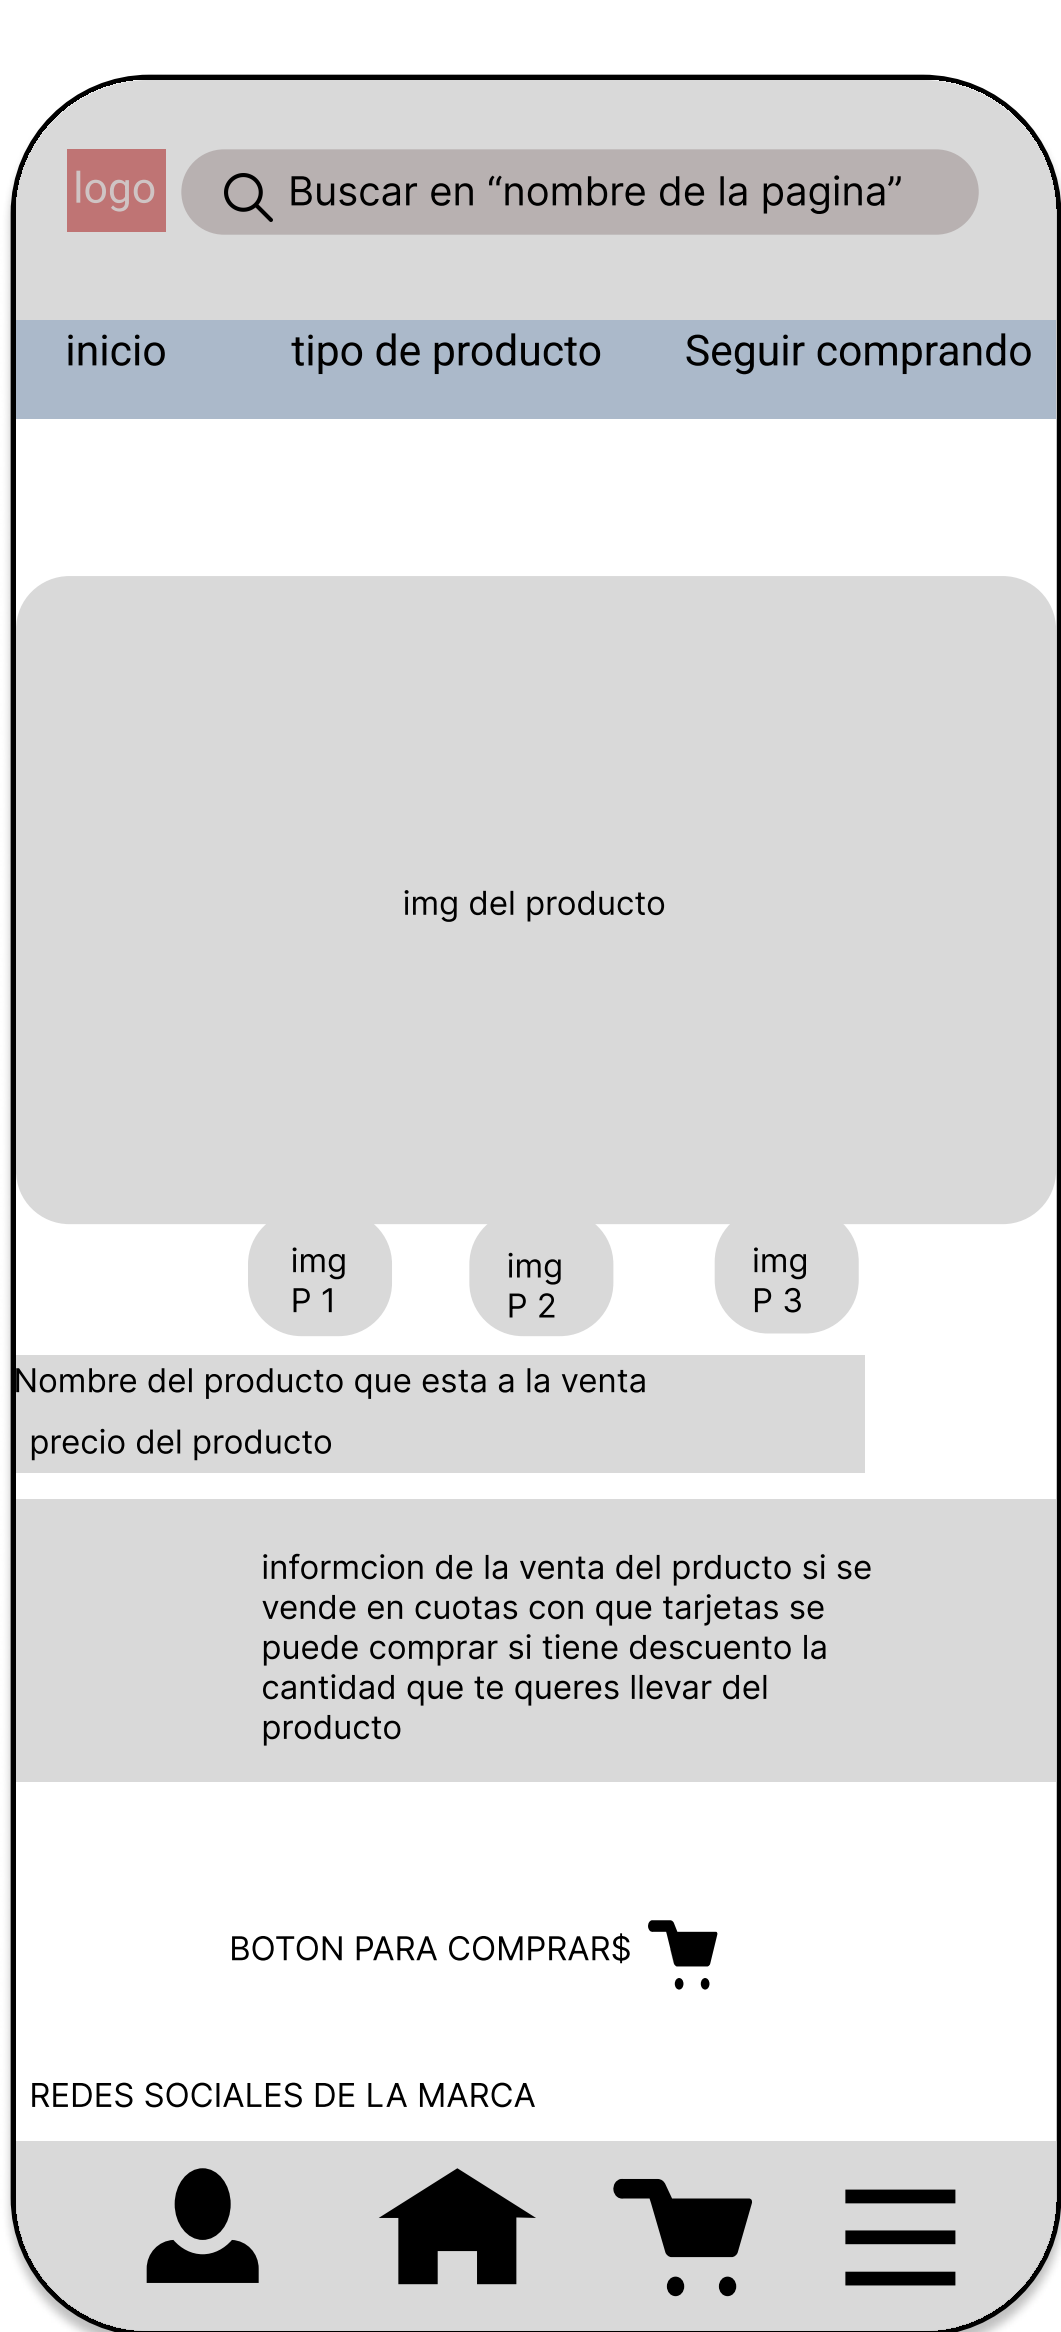 logo
Buscar en “nombre de la pagina”
inicio
tipo de producto
Seguir comprando
img del producto
img
P 1
img
P 2
img
P 3
Nombre del producto que esta a la venta
precio del producto
informcion de la venta del prducto si se
vende en cuotas con que tarjetas se
puede comprar si tiene descuento la
cantidad que te queres llevar del
producto
BOTON PARA COMPRAR$
REDES SOCIALES DE LA MARCA